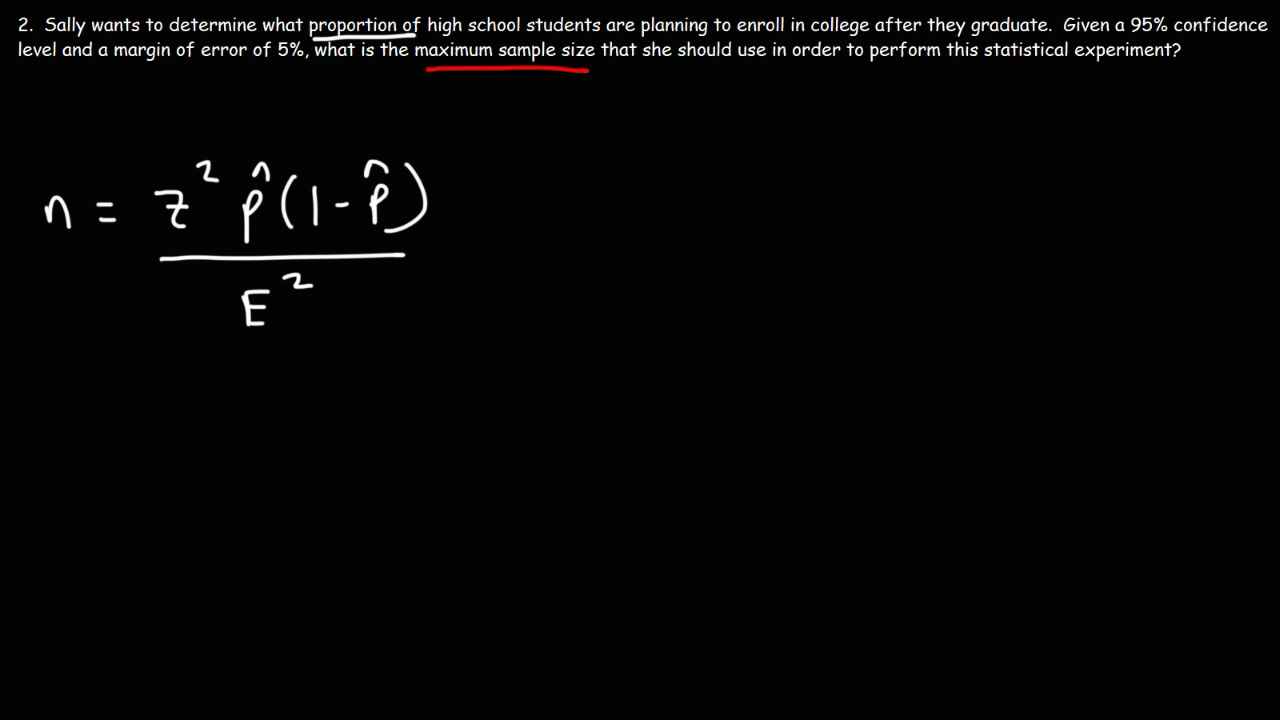 2. Sally wants to determine what proportion of high school students are planning to enroll in college after they graduate. Given a 95% confidence
level and a margin of error of 5%, what is the maximum sample size that she should use in order to perform this statistical experiment?
n = z² p̂(1-p̂)
E²